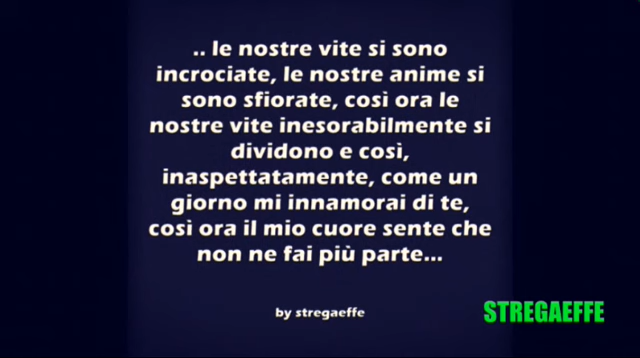 .. le nostre vite si sono
incrociate, le nostre anime si
sono sfiorate, così ora le
nostre vite inesorabilmente si
dividono e così,
inaspettatamente, come un
giorno mi innamorai di te,
così ora il mio cuore sente che
non ne fai più parte...
by stregaeffe
STREGAEFFE